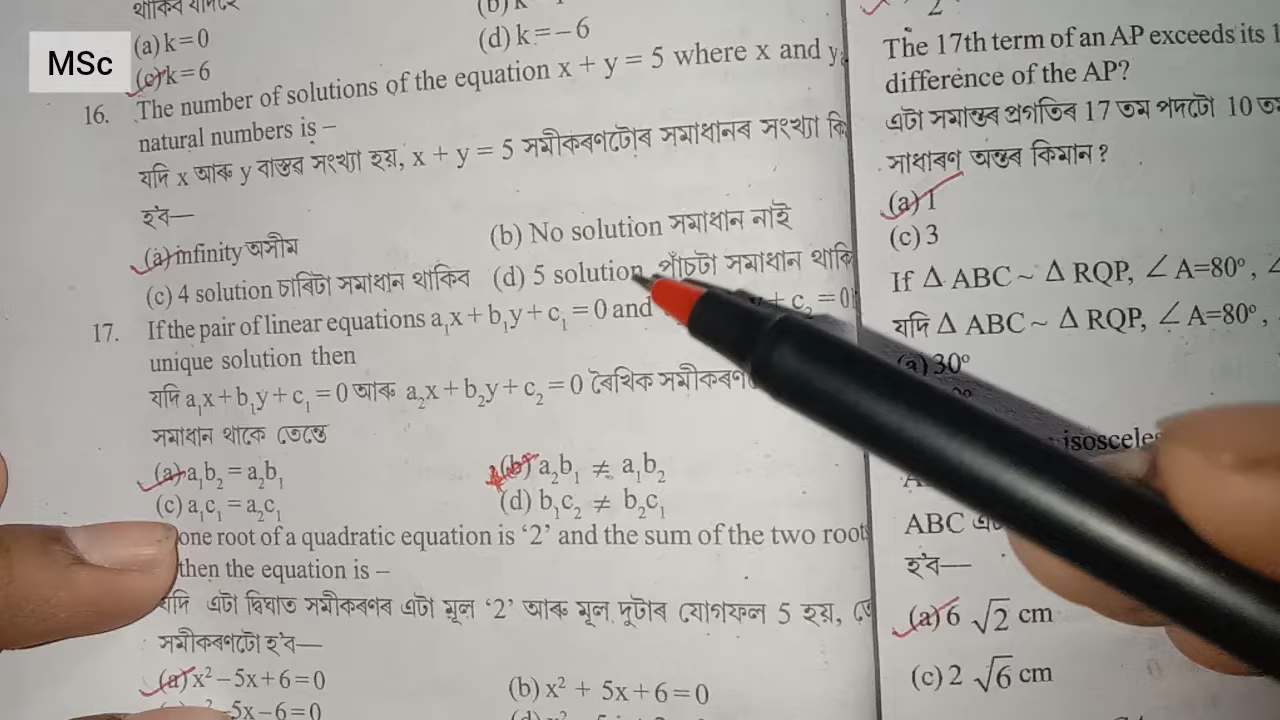 MSc
(a) k=0
(d) k=-6
(c) k=6
16. The number of solutions of the equation x + y = 5 where x and y
natural numbers is –
যদি x আৰু y বাস্তৱ সংখ্যা হয়, x + y = 5 সমীকৰণটোৰ সমাধানৰ সংখ্যা কি
হ'ব—
(a) infinity অসীম
(b) No solution সমাধান নাই
(c) 4 solution চাৰিটা সমাধান থাকিব
(d) 5 solution পাঁচটা সমাধান থাকি
17. If the pair of linear equations a₁x + b₁y + c₁ = 0 and y + c₂ = 0
unique solution then
যদি a₁x + b₁y + c₁ = 0 আৰু a₂x + b₂y + c₂ = 0 ৰৈখিক সমীকৰণ
সমাধান থাকে তেন্তে
(a) a₁b₂ = a₂b₁
(b) a₂b₁ ≠ a₁b₂
(c) a₁c₁ = a₂c₁
(d) b₁c₂ ≠ b₂c₁
one root of a quadratic equation is ‘2’ and the sum of the two roots
then the equation is –
যদি এটা দ্বিঘাত সমীকৰণৰ এটা মূল ‘2’ আৰু মূল দুটাৰ যোগফল 5 হয়,
সমীকৰণটো হ'ব—
(a) x² – 5x + 6 = 0
(b) x² + 5x + 6 = 0
5x – 6 = 0
2
The 17th term of an AP exceeds its 1
difference of the AP?
এটা সমান্তৰ প্ৰগতিৰ 17 তম পদটো 10 ত
সাধাৰণ অন্তৰ কিমান?
(a) 1
(c) 3
If Δ ABC ~ Δ RQP, ∠A=80°, ∠
যদি Δ ABC ~ Δ RQP, ∠A=80°,
(a) 30°
isosceles
ABC
হ'ব—
(a) 6 √2 cm
(c) 2 √6 cm